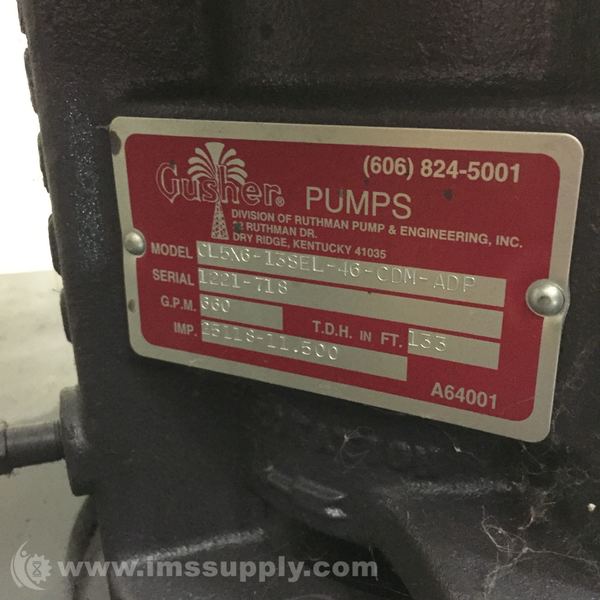 (606) 824-5001
Gusher® PUMPS
DIVISION OF RUTHMAN PUMP & ENGINEERING, INC.
RUTHMAN DR.
DRY RIDGE, KENTUCKY 41035
MODEL CL5X6-13SEL-46-CDM-ADP
SERIAL 1221-718
G.P.M. 660
T.D.H. IN FT. 133
IMP. 23118-11.500
A64001
www.imssupply.com